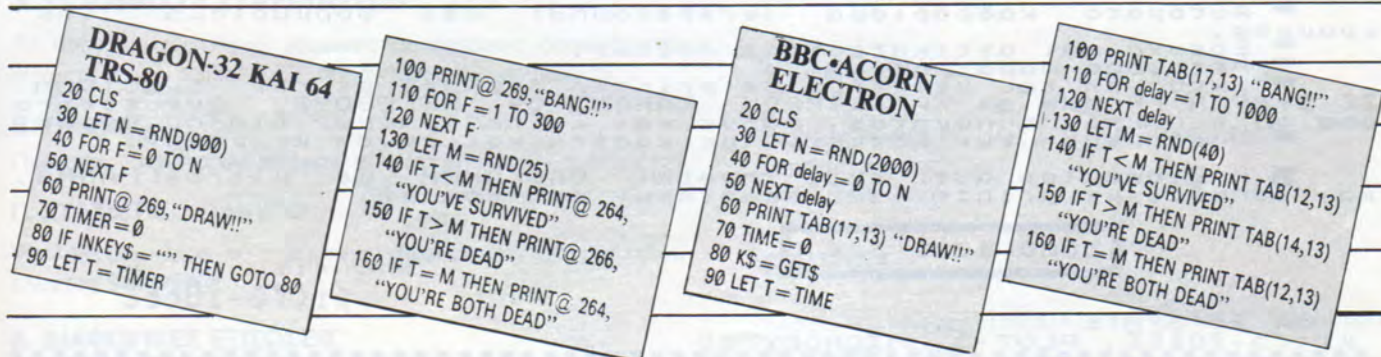 DRAGON-32 KAI 64
TRS-80
20 CLS
30 LET N=RND(900)
40 FOR F=0 TO N
50 NEXT F
60 PRINT@ 269,"DRAW!!"
70 TIMER=0
80 IF INKEY$ = "" THEN GOTO 80
90 LET T=TIMER
100 PRINT@ 269,"BANG!!"
110 FOR F=1 TO 300
120 NEXT F
130 LET M=RND(25)
140 IF T<M THEN PRINT@ 264,
"YOU'VE SURVIVED"
150 IF T>M THEN PRINT@ 266,
"YOU'RE DEAD"
160 IF T=M THEN PRINT@ 264,
"YOU'RE BOTH DEAD"
BBC•ACORN
ELECTRON
20 CLS
30 LET N=RND(2000)
40 FOR delay=0 TO N
50 NEXT delay
60 PRINT TAB(17,13) "DRAW!!"
70 TIME=0
80 K$=GET$
90 LET T=TIME
100 PRINT TAB(17,13) "BANG!!"
110 FOR delay=1 TO 1000
120 NEXT delay
130 LET M=RND(40)
140 IF T<M THEN PRINT TAB(12,13)
"YOU'VE SURVIVED"
150 IF T>M THEN PRINT TAB(14,13)
"YOU'RE DEAD"
160 IF T=M THEN PRINT TAB(12,13)
"YOU'RE BOTH DEAD"